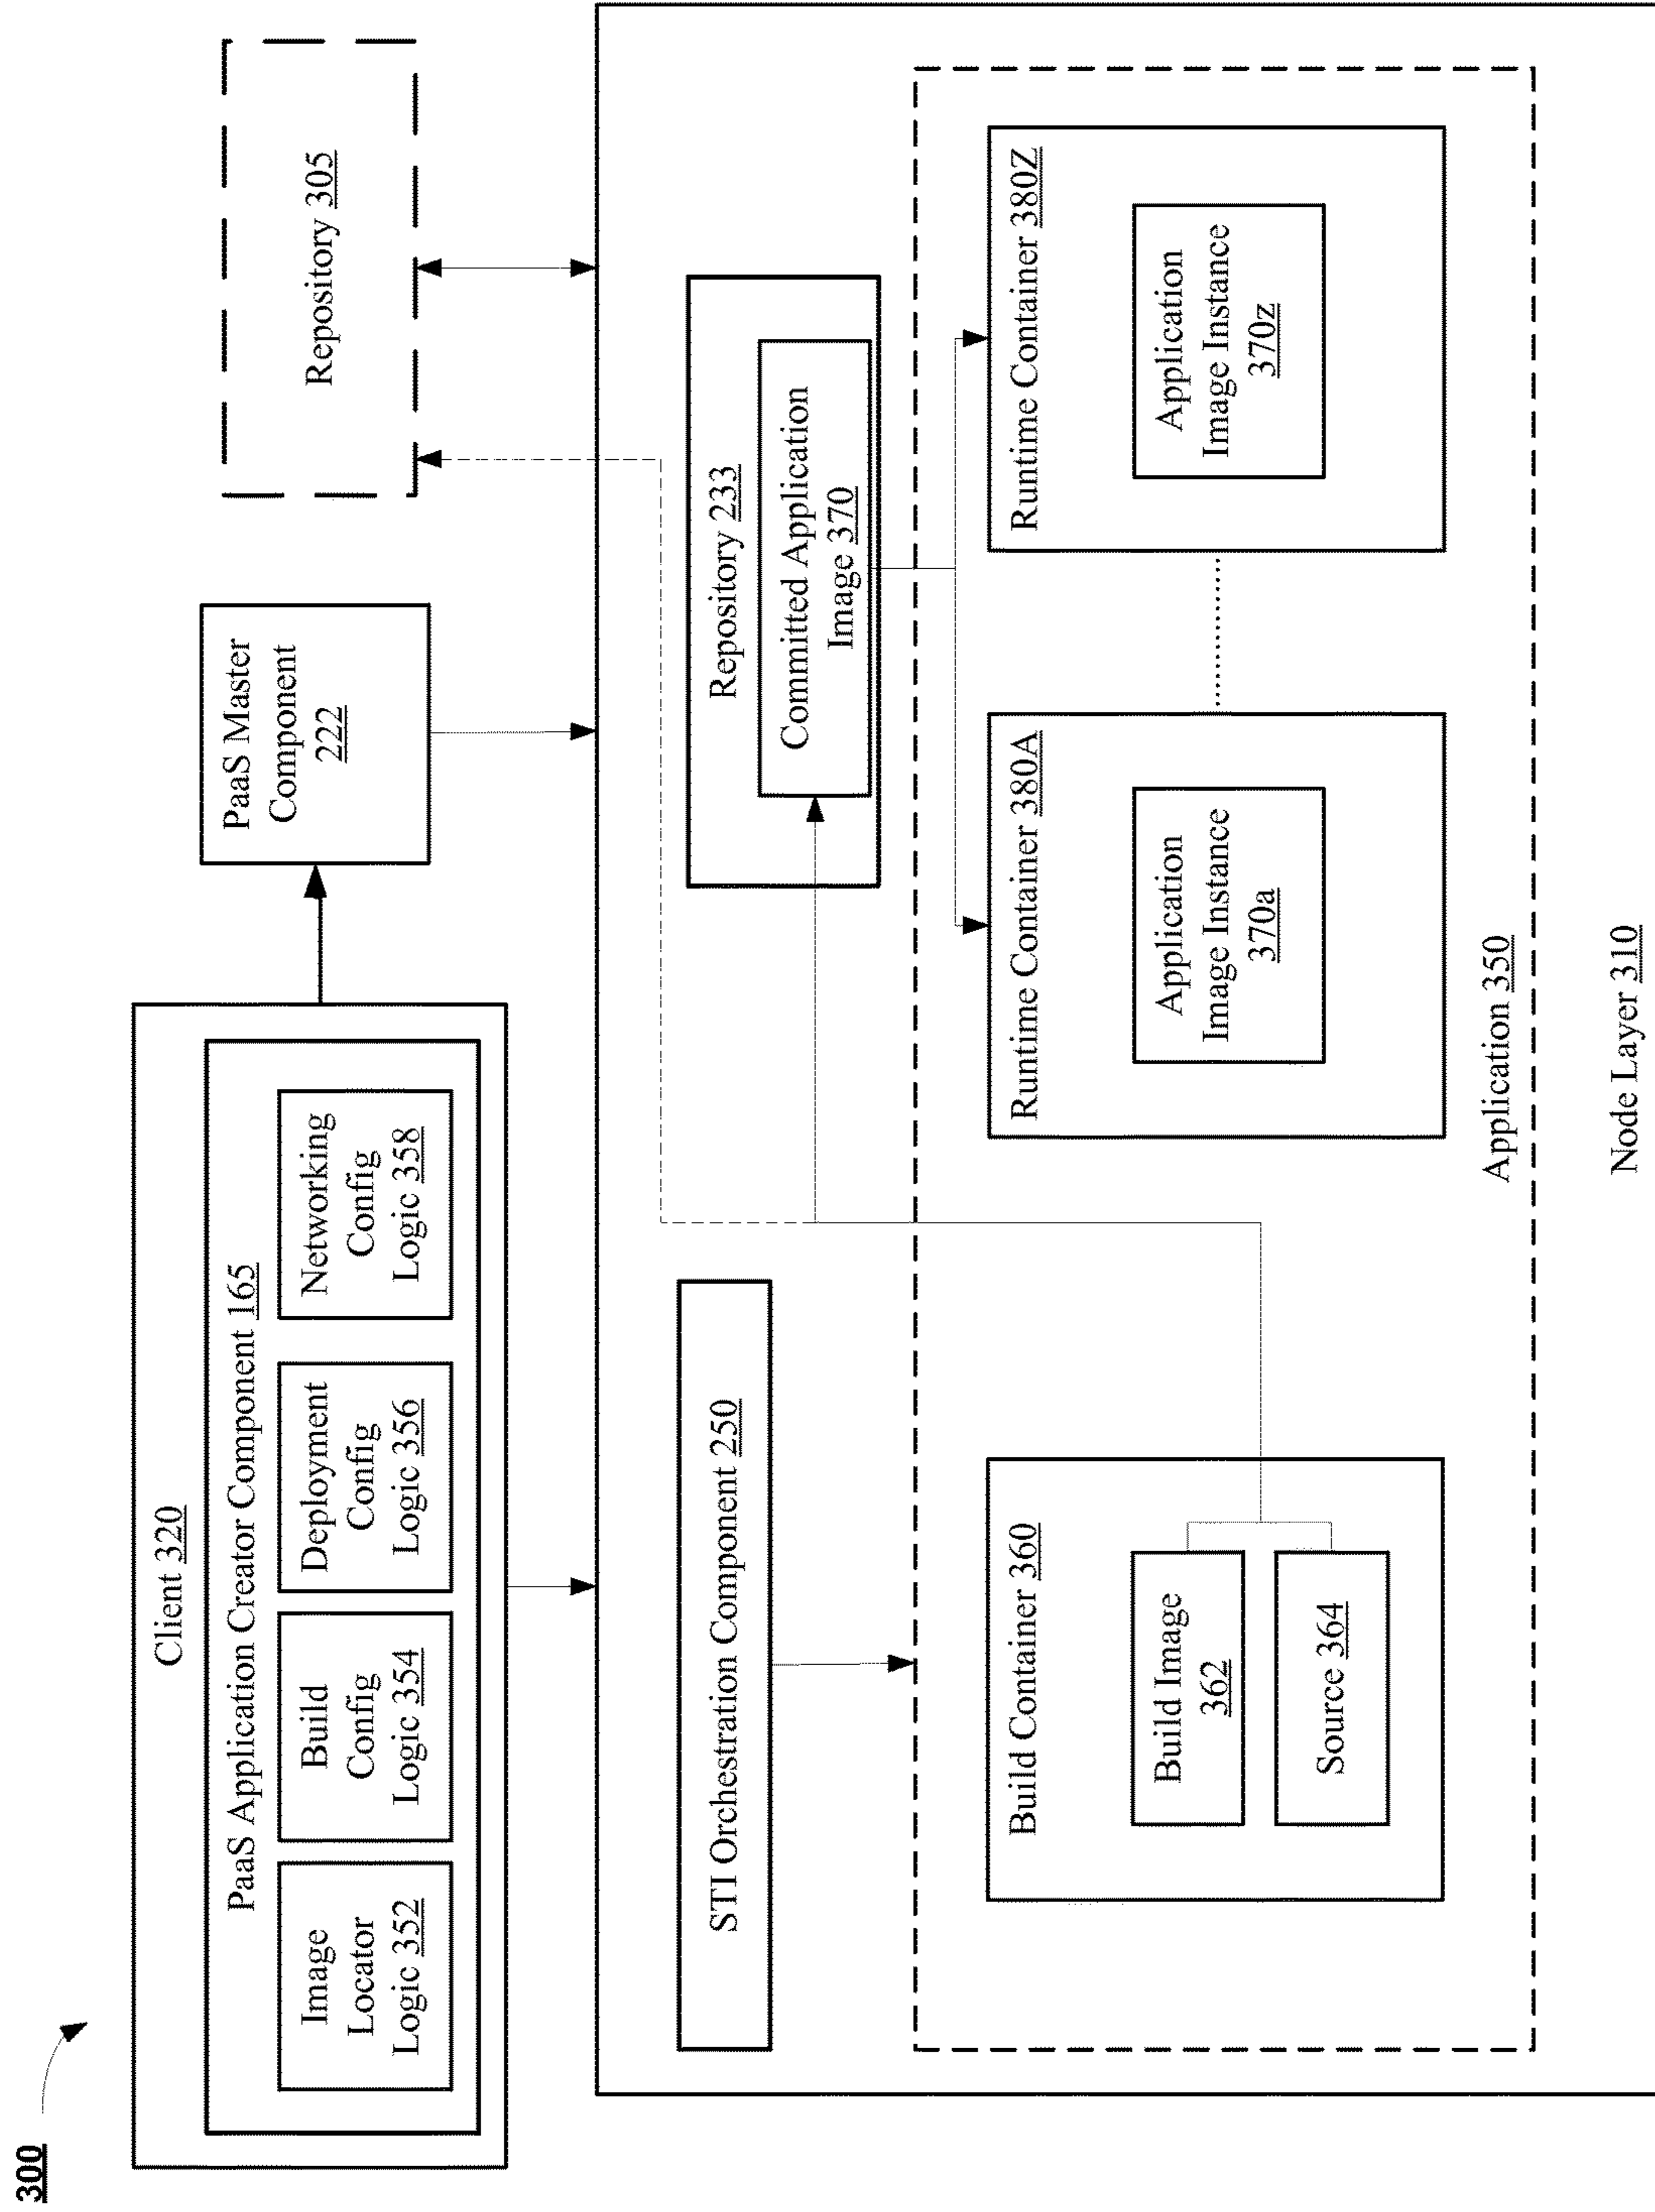 300
Client 320
PaaS Application Creator Component 165
Image
Locator
Logic 352
Build
Config
Logic 354
Deployment
Config
Logic 356
Networking
Config
Logic 358
PaaS Master
Component
222
Repository 305
STI Orchestration Component 250
Repository 233
Committed Application
Image 370
Build Container 360
Build Image
362
Source 364
Runtime Container 380A
Application
Image Instance
370a
Runtime Container 380Z
Application
Image Instance
370z
Application 350
Node Layer 310